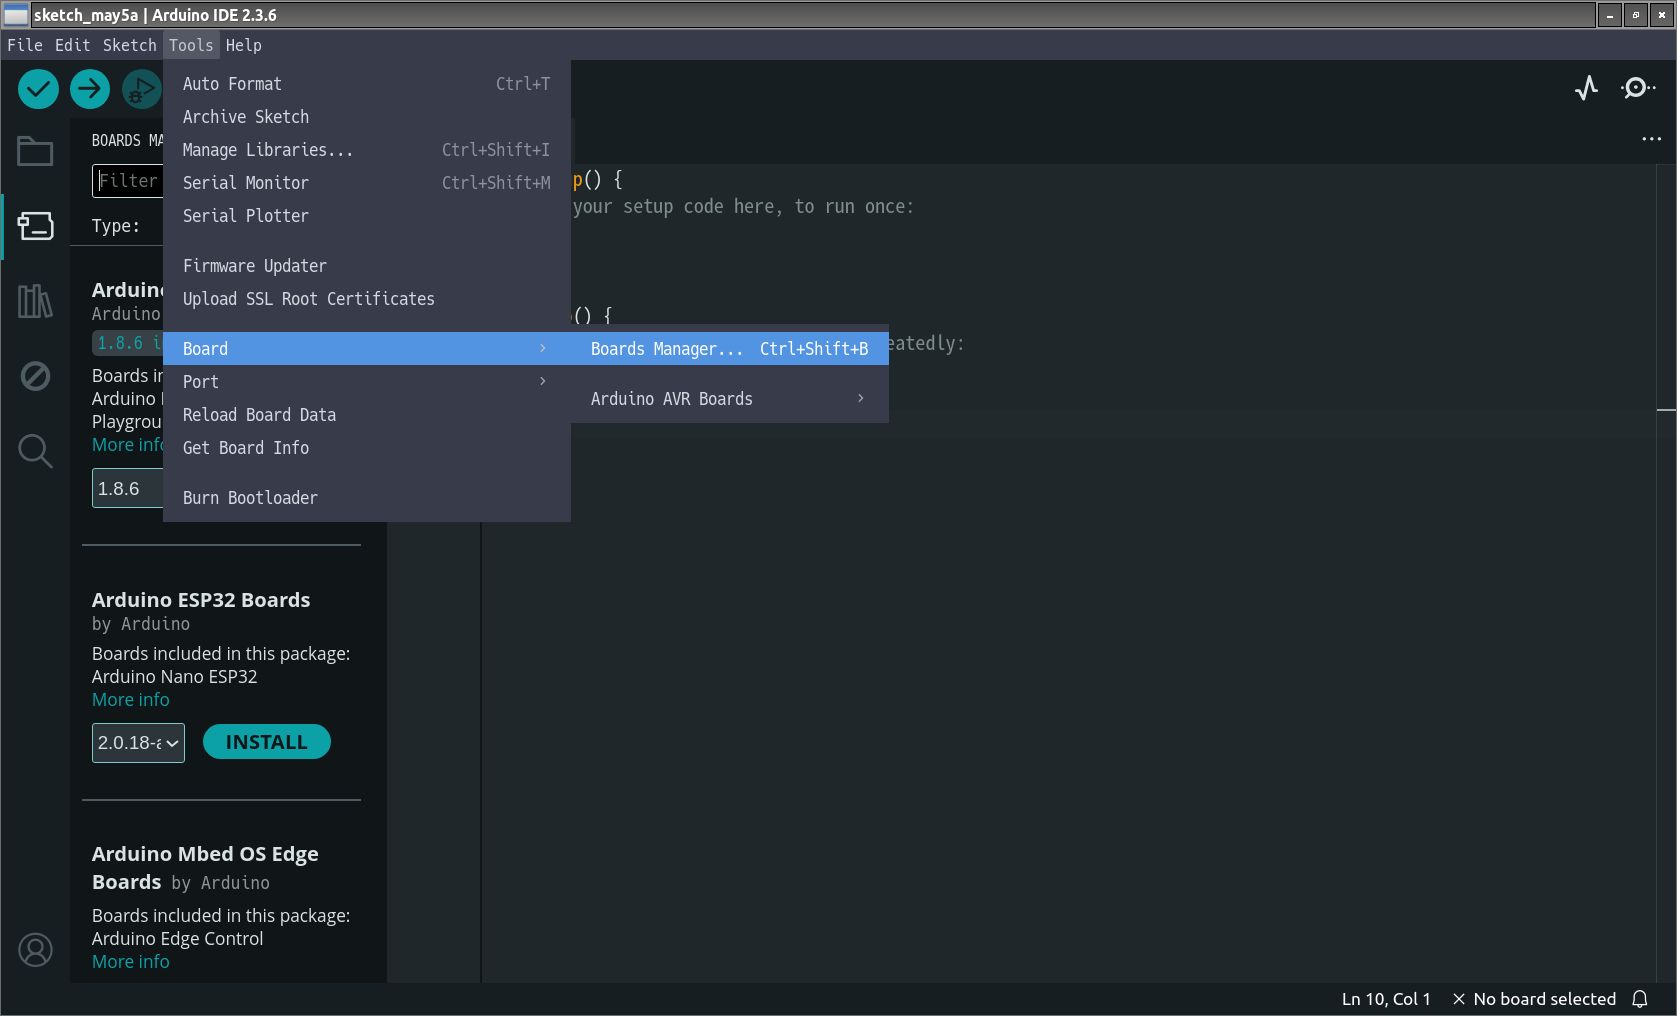 sketch_may5a | Arduino IDE 2.3.6
File Edit Sketch Tools Help
Auto Format Ctrl+T
Archive Sketch
Manage Libraries... Ctrl+Shift+I
Serial Monitor Ctrl+Shift+M
Serial Plotter
Firmware Updater
Upload SSL Root Certificates
Board
Port
Reload Board Data
Get Board Info
Burn Bootloader
Boards Manager... Ctrl+Shift+B
Arduino AVR Boards
BOARDS MA
Filter
Type:
Arduino
Arduino
1.8.6 i
Boards in
Arduino
Playgrou
More info
1.8.6
Arduino ESP32 Boards
by Arduino
Boards included in this package:
Arduino Nano ESP32
More info
2.0.18-a
INSTALL
Arduino Mbed OS Edge
Boards by Arduino
Boards included in this package:
Arduino Edge Control
More info
p() {
your setup code here, to run once:
() {
eatedly:
Ln 10, Col 1 × No board selected